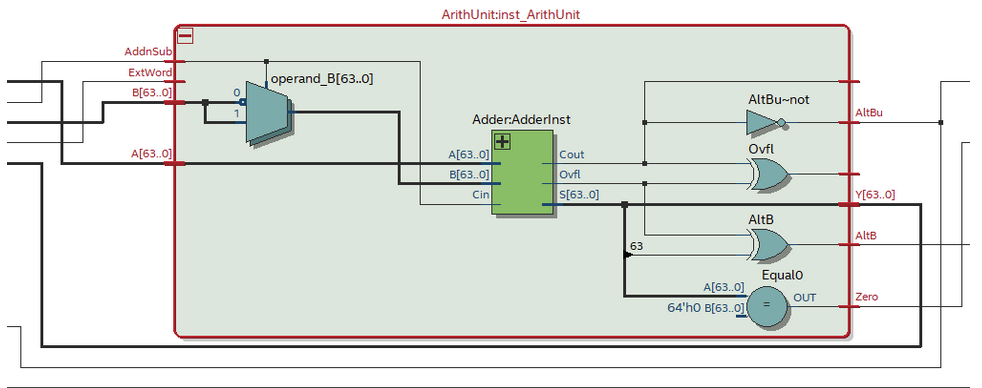 ArithUnit:inst_ArithUnit
AddnSub
ExtWord
B[63..0]
A[63..0]
operand_B[63..0]
0
1
Adder:AdderInst
A[63..0]
B[63..0]
Cin
Cout
Ovfl
S[63..0]
AltBu~not
AltBu
Ovfl
Y[63..0]
AltB
AltB
63
Equal0
A[63..0]
64'h0 B[63..0]
=
OUT
Zero